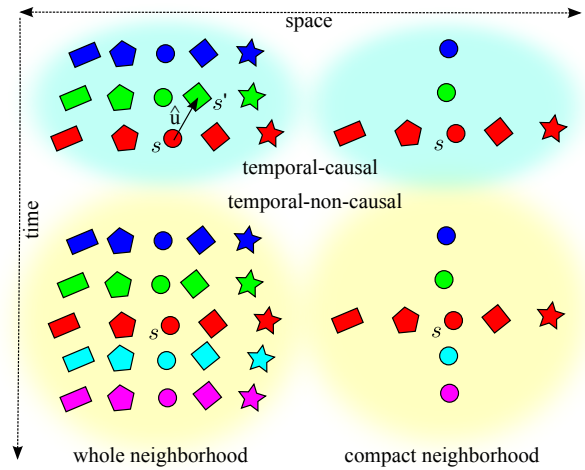 space
û
s'
s
s
temporal-causal
temporal-non-causal
time
s
s
whole neighborhood
compact neighborhood